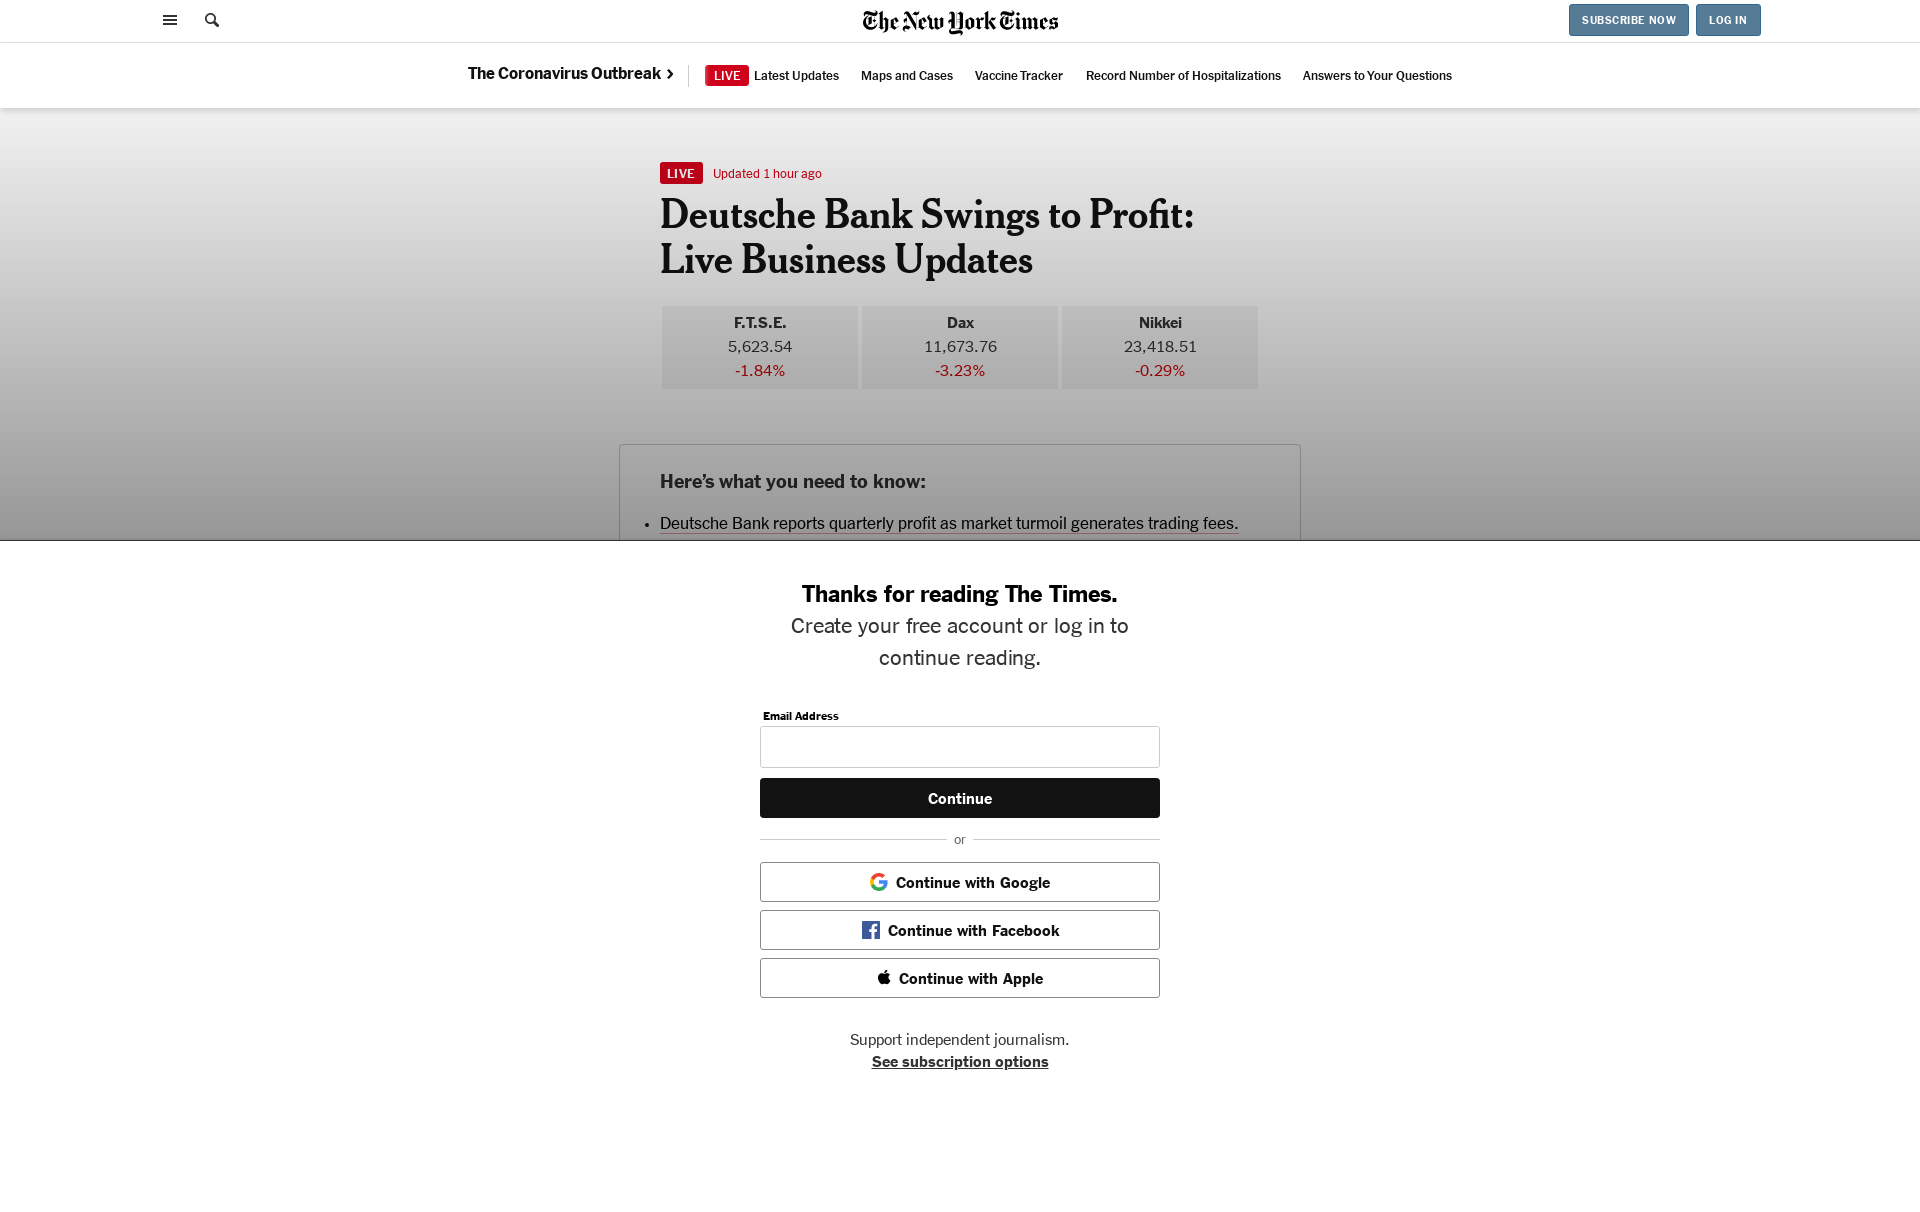 The New York Times
SUBSCRIBE NOW
LOG IN
The Coronavirus Outbreak
LIVE Latest Updates
Maps and Cases
Vaccine Tracker
Record Number of Hospitalizations
Answers to Your Questions
LIVE Updated 1 hour ago
Deutsche Bank Swings to Profit:
Live Business Updates
F.T.S.E.
5,623.54
-1.84%
Dax
11,673.76
-3.23%
Nikkei
23,418.51
-0.29%
Here’s what you need to know:
• Deutsche Bank reports quarterly profit as market turmoil generates trading fees.
Thanks for reading The Times.
Create your free account or log in to
continue reading.
Email Address
Continue
or
Continue with Google
Continue with Facebook
Continue with Apple
Support independent journalism.
See subscription options